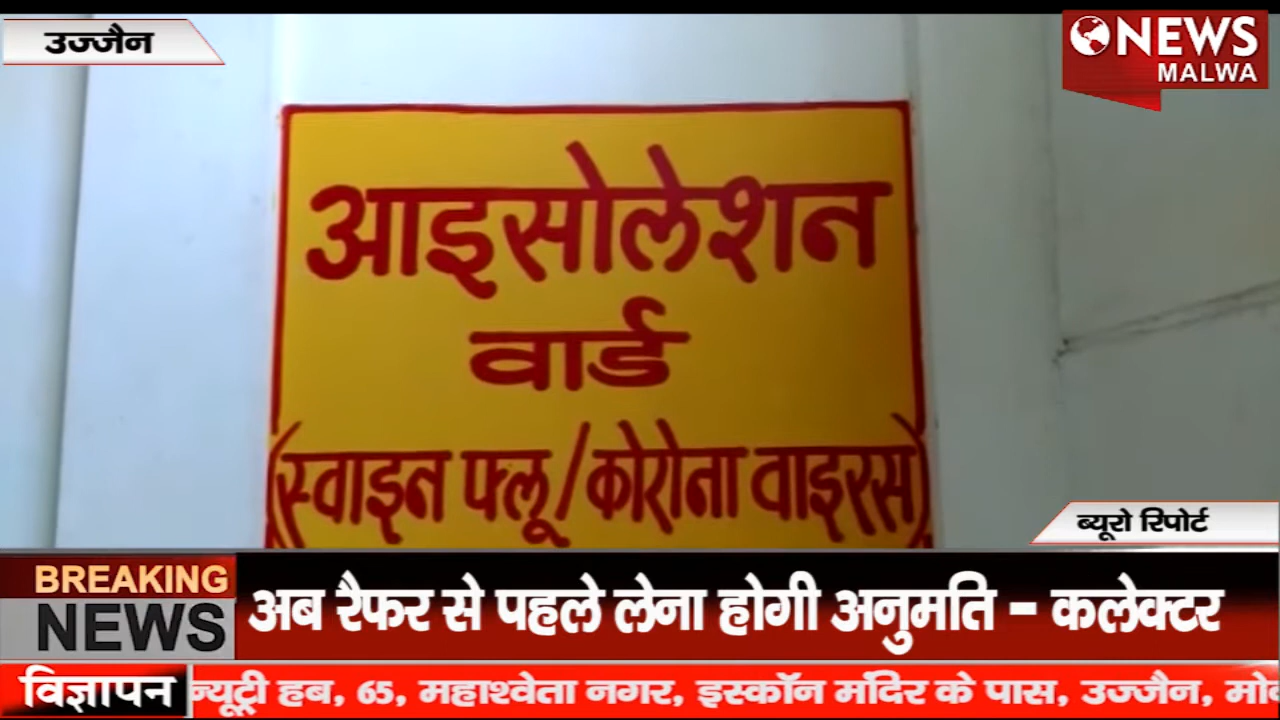 उज्जैन
NEWS
MALWA
आइसोलेशन
वार्ड
(स्वाइन फ्लू/कोरोना वाइरस)
ब्यूरो रिपोर्ट
BREAKING
NEWS
अब रैफर से पहले लेना होगी अनुमति - कलेक्टर
विज्ञापन
हब, 65, महाश्वेता नगर, इस्कॉन मंदिर के पास, उज्जैन,